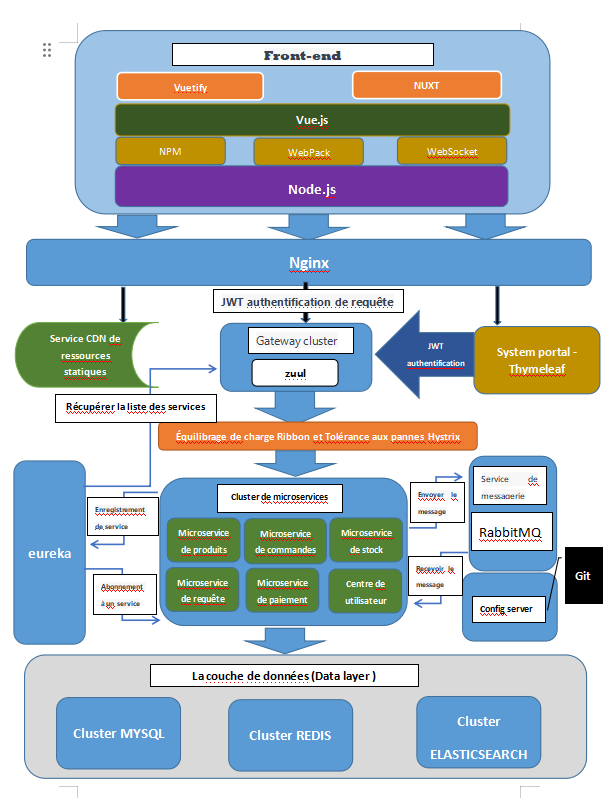 Front-end
Vuetify
NUXT
Vue.js
NPM
WebPack
WebSocket
Node.js
Nginx
JWT authentification de requête
Service CDN de
ressources
statiques
Gateway cluster
zuul
JWT
authentification
System portal -
Thymeleaf
Récupérer la liste des services
Équilibrage de charge Ribbon et Tolérance aux pannes Hystrix
eureka
Enregistrement
de service
Abonnement
à un service
Cluster de microservices
Microservice
de produits
Microservice
de commandes
Microservice
de stock
Microservice
de requête
Microservice
de paiement
Centre de
utilisateur
Envoyer le
message
Recevoir le
message
Service de
messagerie
RabbitMQ
Config server
Git
La couche de données (Data layer )
Cluster MYSQL
Cluster REDIS
Cluster
ELASTICSEARCH